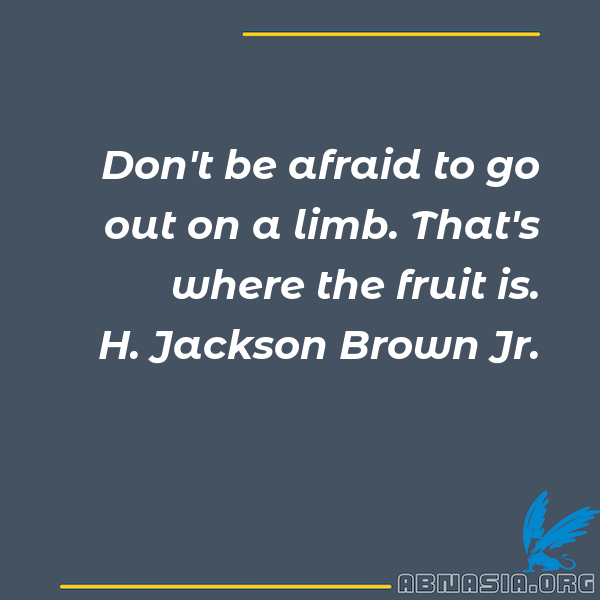 Don't be afraid to go
out on a limb. That's
where the fruit is.
H. Jackson Brown Jr.
ABNASIA.ORG